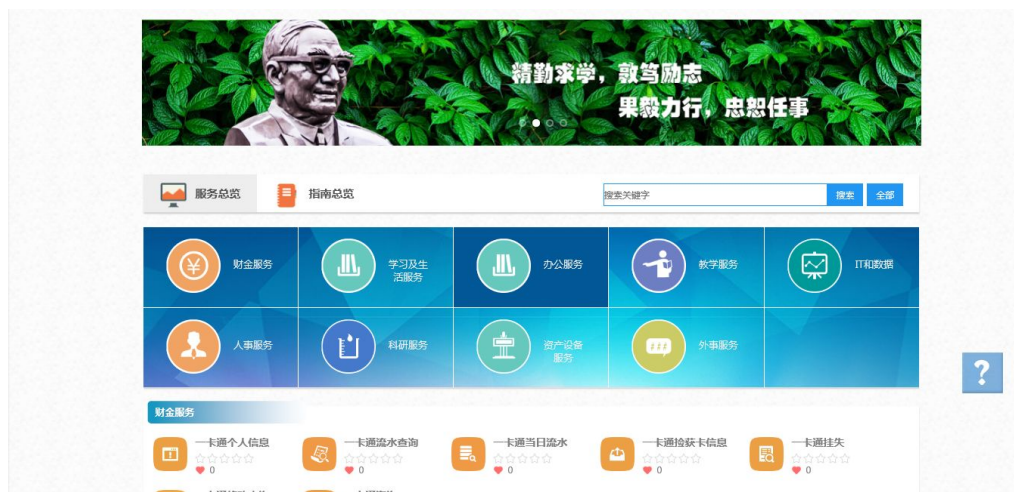 精勤求学，敦笃励志
果毅力行，忠恕任事
服务总览
指南总览
搜索关键字
搜索
全部
财金服务
学习及生
活服务
办公服务
教学服务
IT和数据
人事服务
科研服务
资产设备
服务
外事服务
?
财金服务
一卡通个人信息
0
一卡通流水查询
0
一卡通当日流水
0
一卡通捡获卡信息
0
一卡通挂失
0